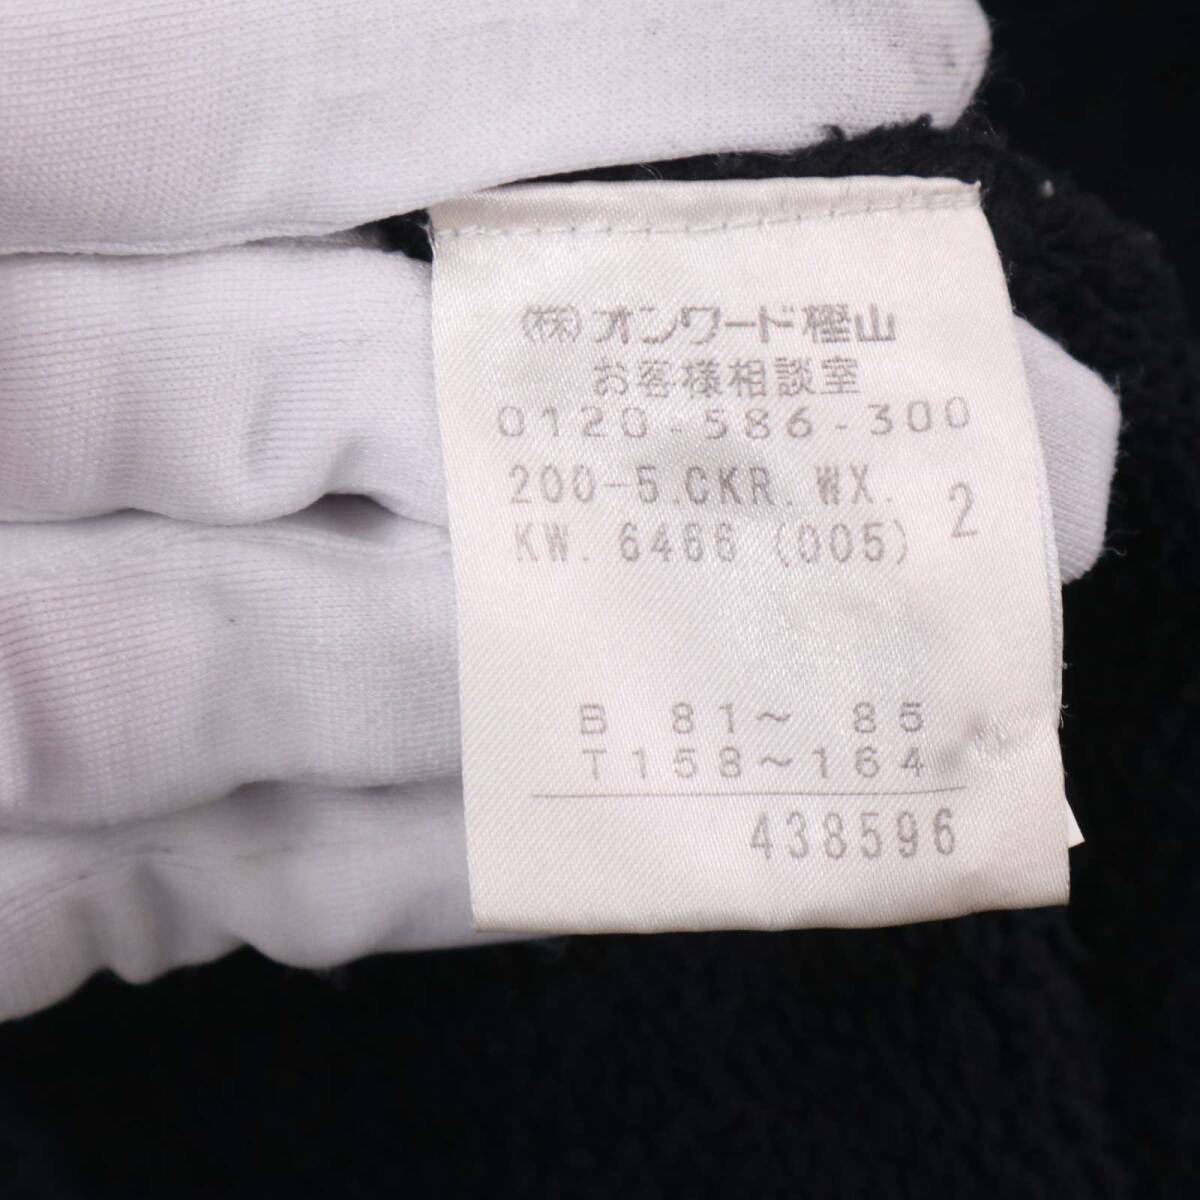 (株)オンワード樫山
お客様相談室
0120-586-300
200-5.CKR.WX.
KW. 6466 (005) 2
B 81〜 85
T158〜164
438596